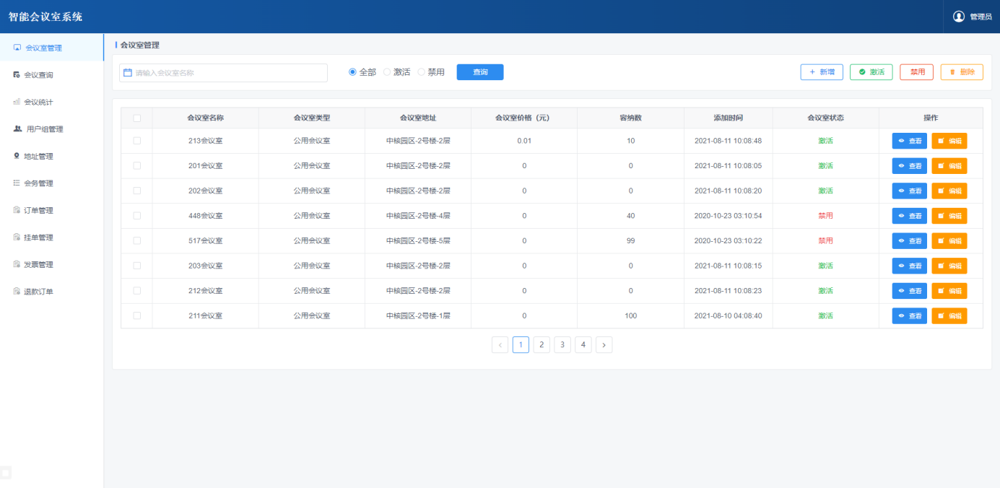 智能会议室系统
管理员
会议室管理
会议查询
会议统计
用户组管理
地址管理
会务管理
订单管理
挂单管理
发票管理
退款订单
会议室管理
请输入会议室名称 全部 激活 禁用 查询 + 新增 激活 禁用 删除
会议室名称 会议室类型 会议室地址 会议室价格（元） 容纳数 添加时间 会议室状态 操作
213会议室 公用会议室 中核园区-2号楼-2层 0.01 10 2021-08-11 10:08:48 激活 查看 编辑
201会议室 公用会议室 中核园区-2号楼-2层 0 0 2021-08-11 10:08:05 激活 查看 编辑
202会议室 公用会议室 中核园区-2号楼-2层 0 0 2021-08-11 10:08:20 激活 查看 编辑
448会议室 公用会议室 中核园区-2号楼-4层 0 40 2020-10-23 03:10:54 禁用 查看 编辑
517会议室 公用会议室 中核园区-2号楼-5层 0 99 2020-10-23 03:10:22 禁用 查看 编辑
203会议室 公用会议室 中核园区-2号楼-2层 0 0 2021-08-11 10:08:15 激活 查看 编辑
212会议室 公用会议室 中核园区-2号楼-2层 0 0 2021-08-11 10:08:23 激活 查看 编辑
211会议室 公用会议室 中核园区-2号楼-1层 0 100 2021-08-10 04:08:40 激活 查看 编辑
< 1 2 3 4 >